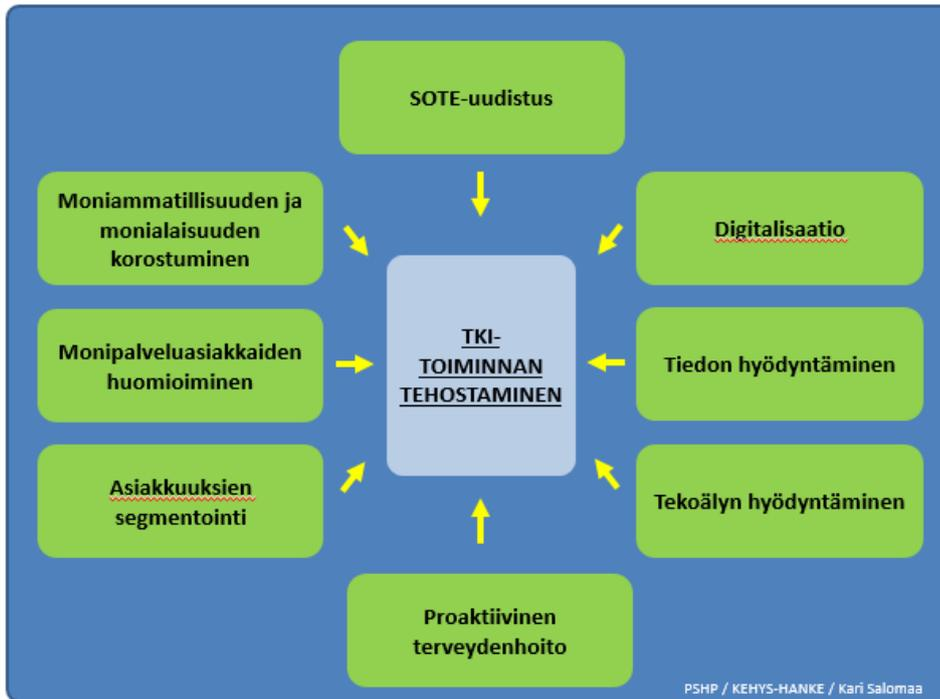 SOTE-uudistus
Moniammatillisuuden ja
monialaisuuden
korostuminen
Digitalisaatio
Monipalveluasiakkaiden
huomioiminen
TKI-
TOIMINNAN
TEHOSTAMINEN
Tiedon hyödyntäminen
Asiakkuuksien
segmentointi
Tekoälyn hyödyntäminen
Proaktiivinen
terveydenhoito
PSHP / KEHYS-HANKE / Kari Salomaa